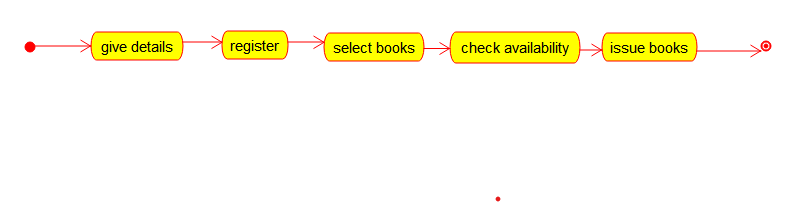 give details
register
select books
check availability
issue books